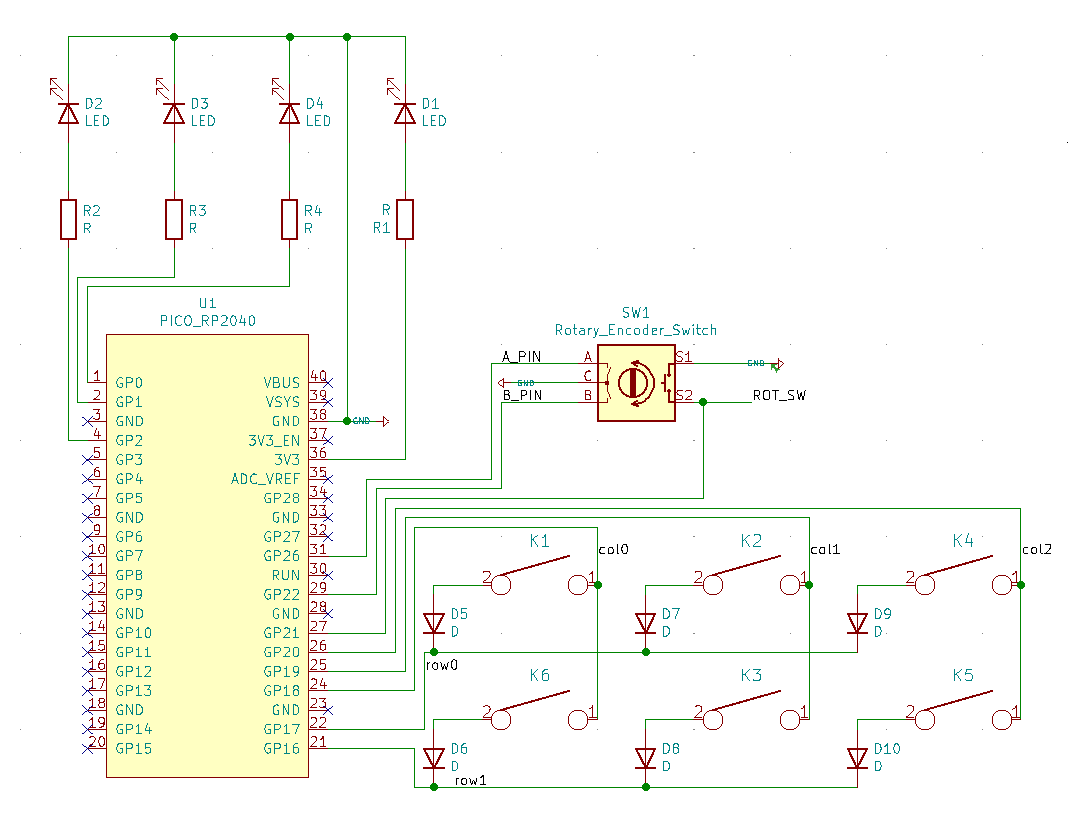 D2
LED
D3
LED
D4
LED
D1
LED
R2
R
R3
R
R4
R
R
R1
U1
PICO_RP2040
1 GP0
2 GP1
3 GND
4 GP2
5 GP3
6 GP4
7 GP5
8 GND
9 GP6
10 GP7
11 GP8
12 GP9
13 GND
14 GP10
15 GP11
16 GP12
17 GP13
18 GND
19 GP14
20 GP15
VBUS 40
VSYS 39
GND 38
3V3_EN 37
3V3 36
ADC_VREF 35
GP28 34
GND 33
GP27 32
GP26 31
RUN 30
GP22 29
GND 28
GP21 27
GP20 26
GP19 25
GP18 24
GND 23
GP17 22
GP16 21
GND
SW1
Rotary_Encoder_Switch
A_PIN A
GND C
B_PIN B
S1 GND
S2 ROT_SW
K1
col0
2 1
D5
D
K2
col1
2 1
D7
D
K4
col2
2 1
D9
D
row0
K6
2 1
D6
D
K3
2 1
D8
D
K5
2 1
D10
D
row1